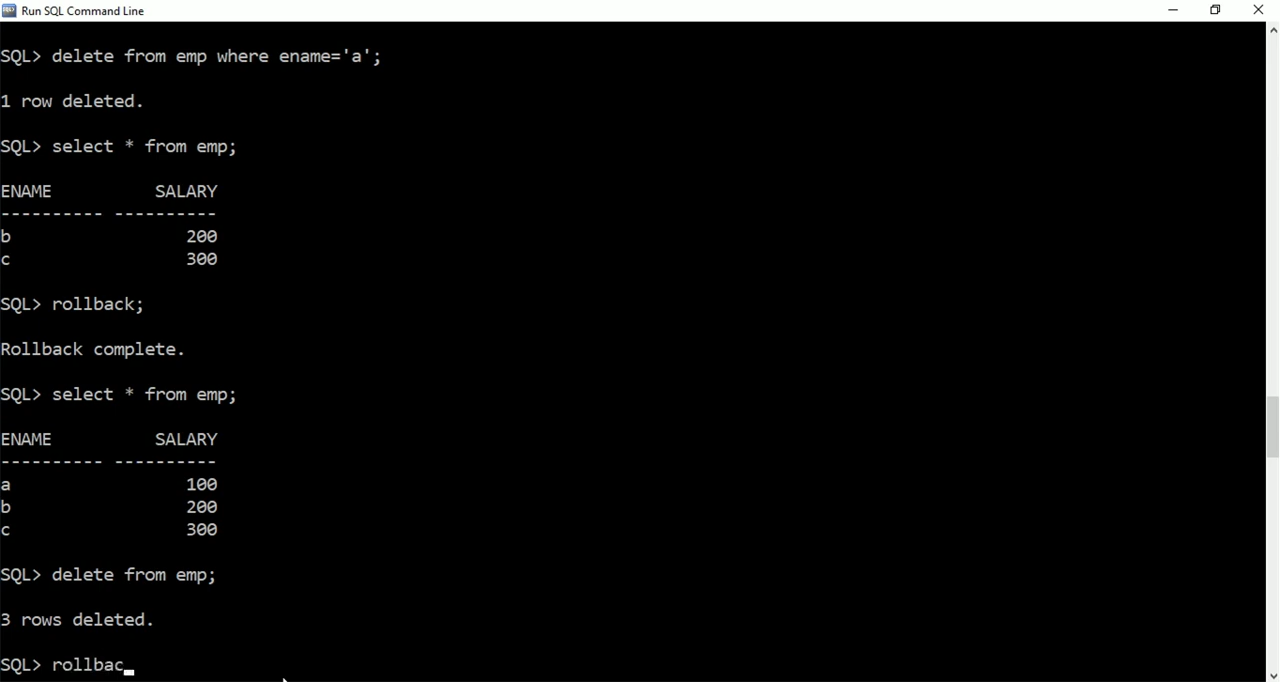 Run SQL Command Line
SQL> delete from emp where ename='a';
1 row deleted.
SQL> select * from emp;
ENAME          SALARY
---------- ----------
b                 200
c                 300
SQL> rollback;
Rollback complete.
SQL> select * from emp;
ENAME          SALARY
---------- ----------
a                 100
b                 200
c                 300
SQL> delete from emp;
3 rows deleted.
SQL> rollbac_